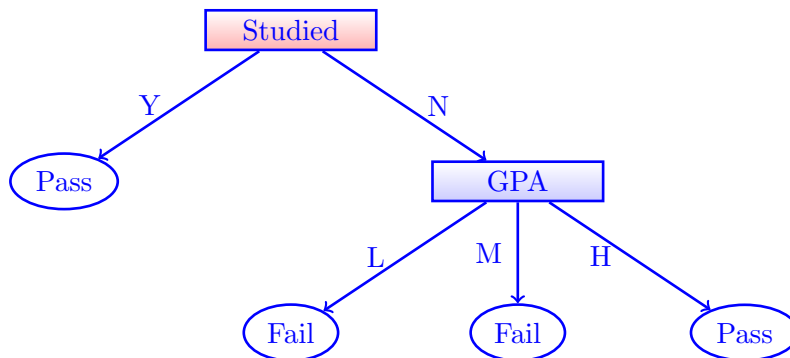 Studied
Y
N
Pass
GPA
L
M
H
Fail
Fail
Pass